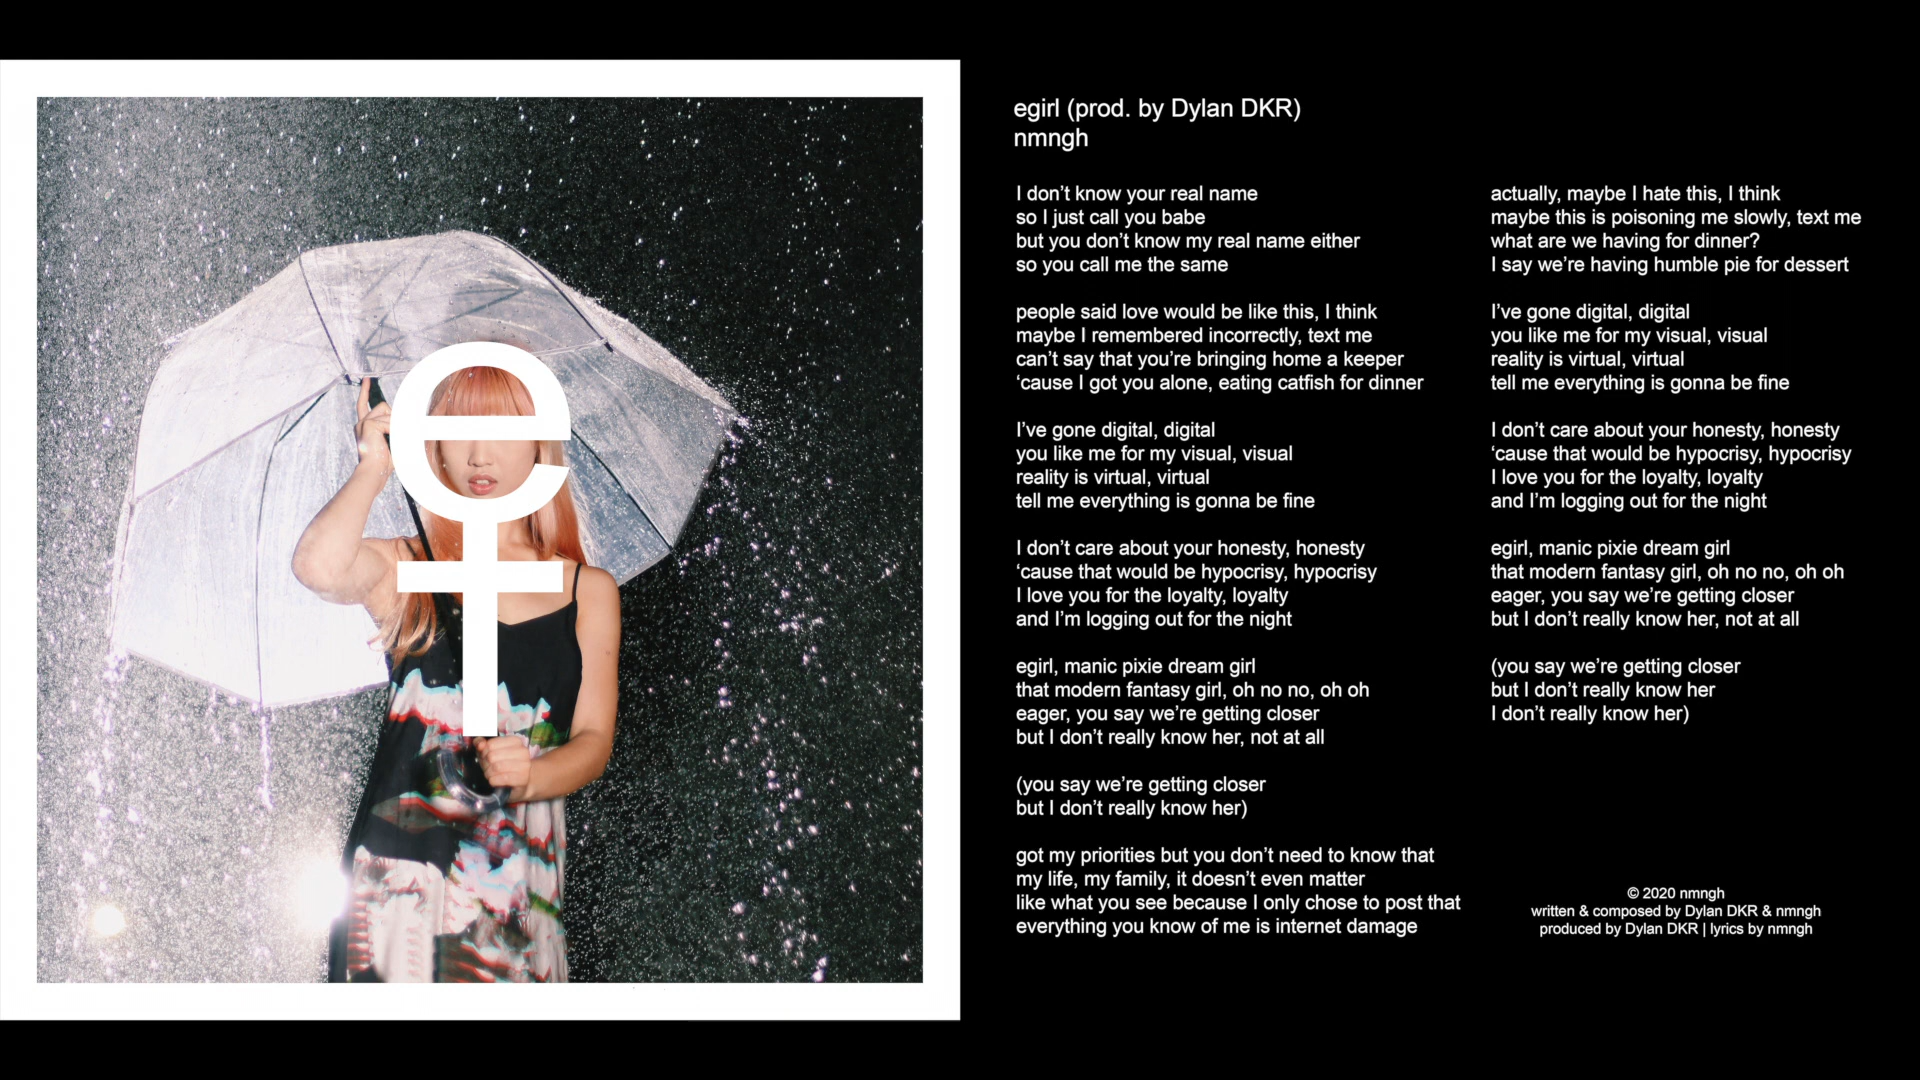 e
egirl (prod. by Dylan DKR)
nmngh
I don’t know your real name
so I just call you babe
but you don’t know my real name either
so you call me the same
people said love would be like this, I think
maybe I remembered incorrectly, text me
can’t say that you’re bringing home a keeper
‘cause I got you alone, eating catfish for dinner
I’ve gone digital, digital
you like me for my visual, visual
reality is virtual, virtual
tell me everything is gonna be fine
I don’t care about your honesty, honesty
‘cause that would be hypocrisy, hypocrisy
I love you for the loyalty, loyalty
and I’m logging out for the night
egirl, manic pixie dream girl
that modern fantasy girl, oh no no, oh oh
eager, you say we’re getting closer
but I don’t really know her, not at all
(you say we’re getting closer
but I don’t really know her)
got my priorities but you don’t need to know that
my life, my family, it doesn’t even matter
like what you see because I only chose to post that
everything you know of me is internet damage
actually, maybe I hate this, I think
maybe this is poisoning me slowly, text me
what are we having for dinner?
I say we’re having humble pie for dessert
I’ve gone digital, digital
you like me for my visual, visual
reality is virtual, virtual
tell me everything is gonna be fine
I don’t care about your honesty, honesty
‘cause that would be hypocrisy, hypocrisy
I love you for the loyalty, loyalty
and I’m logging out for the night
egirl, manic pixie dream girl
that modern fantasy girl, oh no no, oh oh
eager, you say we’re getting closer
but I don’t really know her, not at all
(you say we’re getting closer
but I don’t really know her
I don’t really know her)
© 2020 nmngh
written & composed by Dylan DKR & nmngh
produced by Dylan DKR | lyrics by nmngh